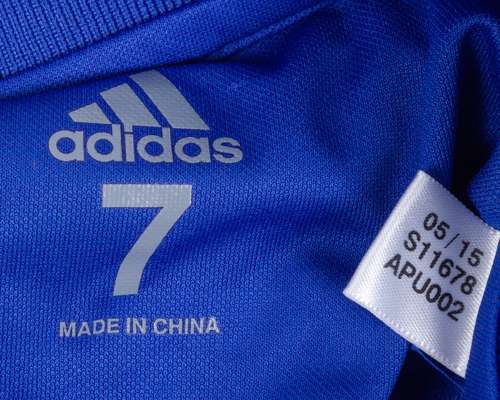 adidas
7
MADE IN CHINA
05/15
S11678
APU002